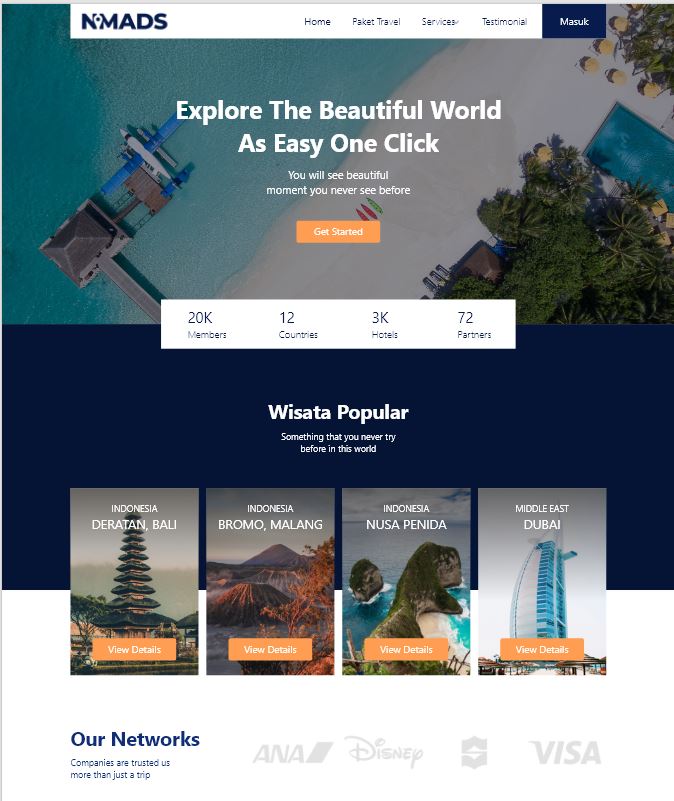 NOMADS
Home Paket Travel Services Testimonial Masuk
Explore The Beautiful World
As Easy One Click
You will see beautiful
moment you never see before
Get Started
20K 12 3K 72
Members Countries Hotels Partners
Wisata Popular
Something that you never try
before in this world
INDONESIA INDONESIA INDONESIA MIDDLE EAST
DERATAN, BALI BROMO, MALANG NUSA PENIDA DUBAI
View Details View Details View Details View Details
Our Networks
ANA Disney VISA
Companies are trusted us
more than just a trip